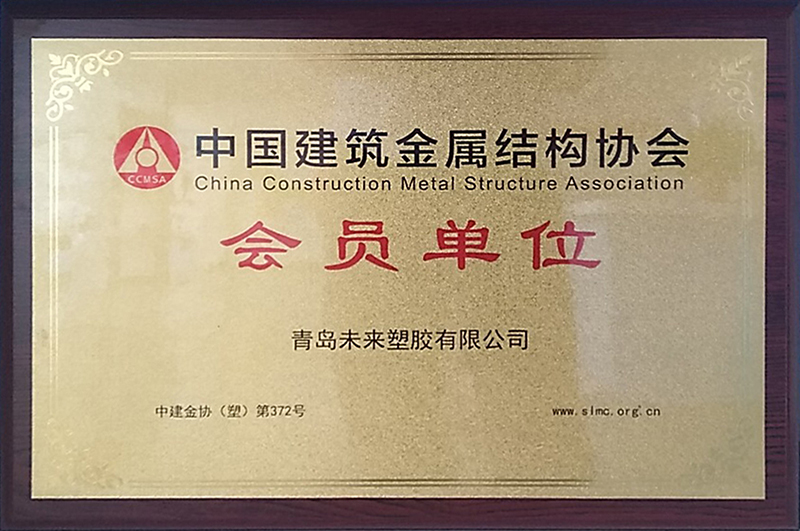 CCMSA
中国建筑金属结构协会
China Construction Metal Structure Association
会员单位
青岛未来塑胶有限公司
中建金协（塑）第372号
www.slmc.org.cn